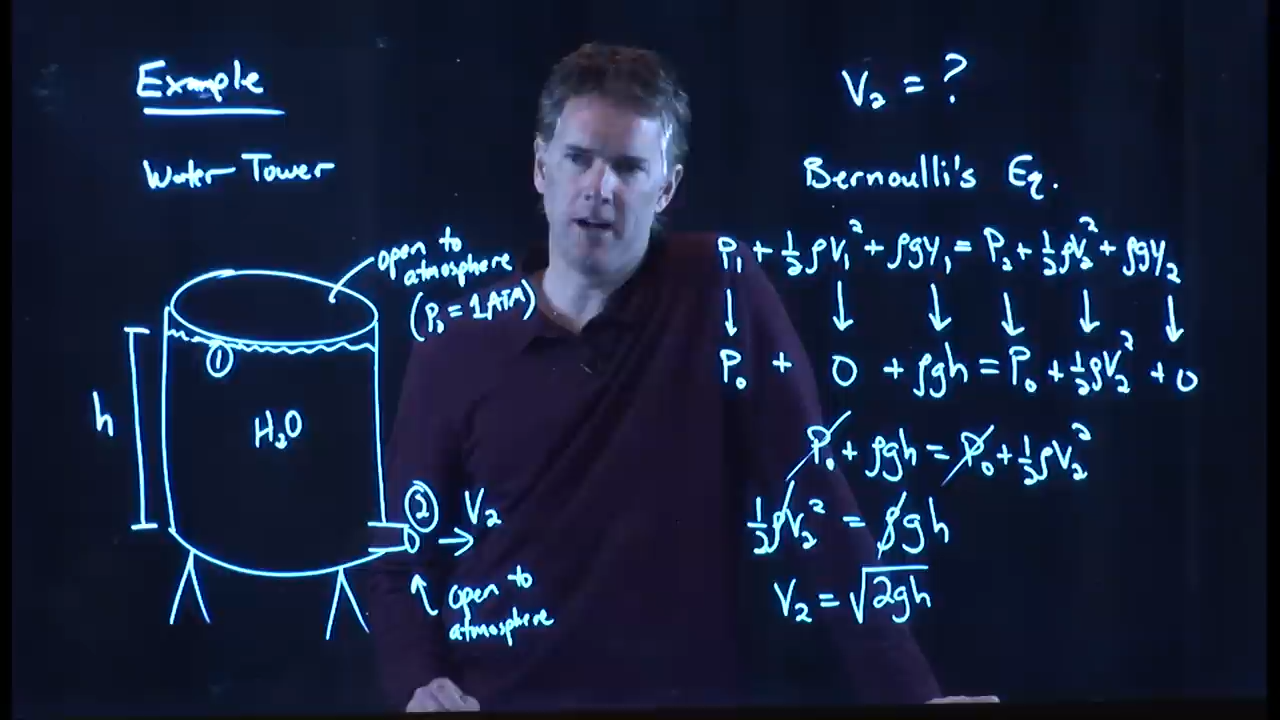 Example
Water Tower
open to
atmosphere
(P₀ = 1ATA)
①
h
H₂O
②
V₂
open to
atmosphere
V₂ = ?
Bernoulli's Eq.
P₁ + ½ρV₁² + ρgy₁ = P₂ + ½ρV₂² + ρgy₂
P₀ + 0 + ρgh = P₀ + ½ρV₂² + 0
P₀ + ρgh = P₀ + ½ρV₂²
½ρV₂² = ρgh
V₂ = √2gh